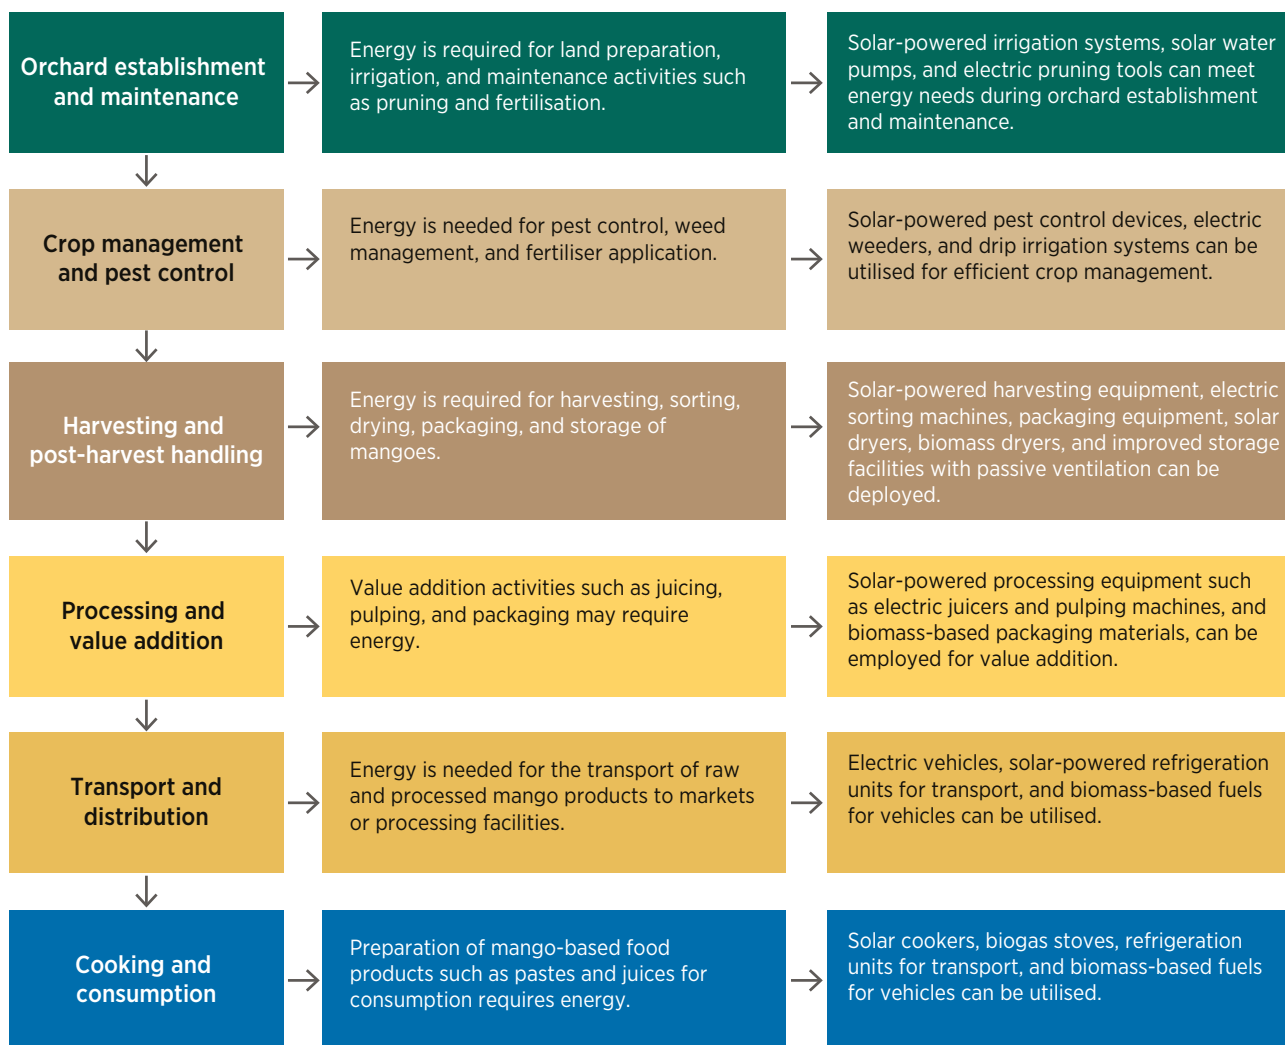 Orchard establishment
and maintenance
Energy is required for land preparation,
irrigation, and maintenance activities such
as pruning and fertilisation.
Solar-powered irrigation systems, solar water
pumps, and electric pruning tools can meet
energy needs during orchard establishment
and maintenance.
Crop management
and pest control
Energy is needed for pest control, weed
management, and fertiliser application.
Solar-powered pest control devices, electric
weeders, and drip irrigation systems can be
utilised for efficient crop management.
Harvesting and
post-harvest handling
Energy is required for harvesting, sorting,
drying, packaging, and storage of
mangoes.
Solar-powered harvesting equipment, electric
sorting machines, packaging equipment, solar
dryers, biomass dryers, and improved storage
facilities with passive ventilation can be
deployed.
Processing and
value addition
Value addition activities such as juicing,
pulping, and packaging may require
energy.
Solar-powered processing equipment such
as electric juicers and pulping machines, and
biomass-based packaging materials, can be
employed for value addition.
Transport and
distribution
Energy is needed for the transport of raw
and processed mango products to markets
or processing facilities.
Electric vehicles, solar-powered refrigeration
units for transport, and biomass-based fuels
for vehicles can be utilised.
Cooking and
consumption
Preparation of mango-based food
products such as pastes and juices for
consumption requires energy.
Solar cookers, biogas stoves, refrigeration
units for transport, and biomass-based fuels
for vehicles can be utilised.